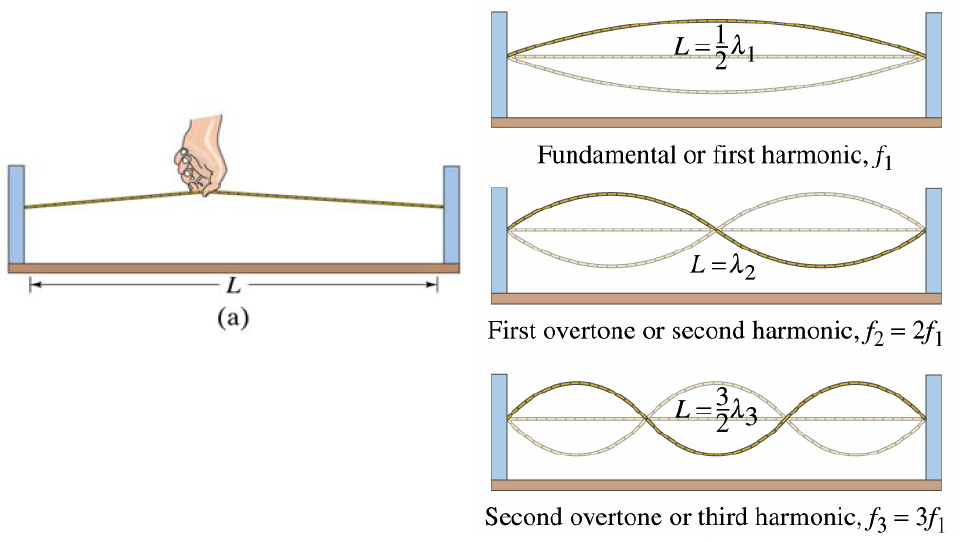 L
(a)
L = 1/2 λ₁
Fundamental or first harmonic, f₁
L = λ₂
First overtone or second harmonic, f₂ = 2f₁
L = 3/2 λ₃
Second overtone or third harmonic, f₃ = 3f₁